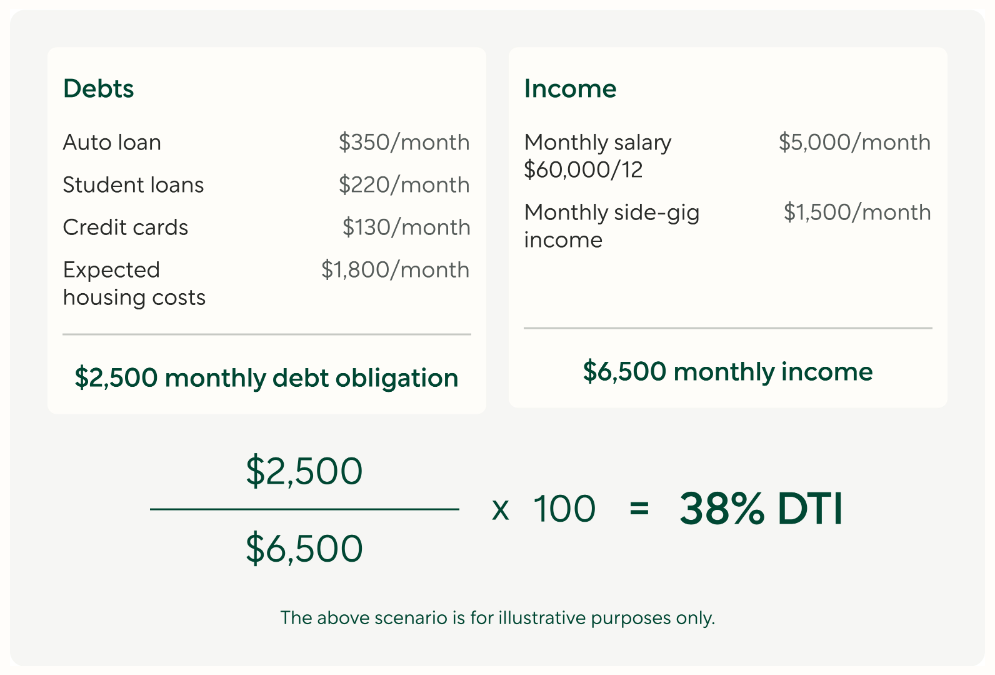 Debts
Auto loan $350/month
Student loans $220/month
Credit cards $130/month
Expected $1,800/month
housing costs
$2,500 monthly debt obligation
Income
Monthly salary $5,000/month
$60,000/12
Monthly side-gig $1,500/month
income
$6,500 monthly income
$2,500
$6,500
x 100 = 38% DTI
The above scenario is for illustrative purposes only.